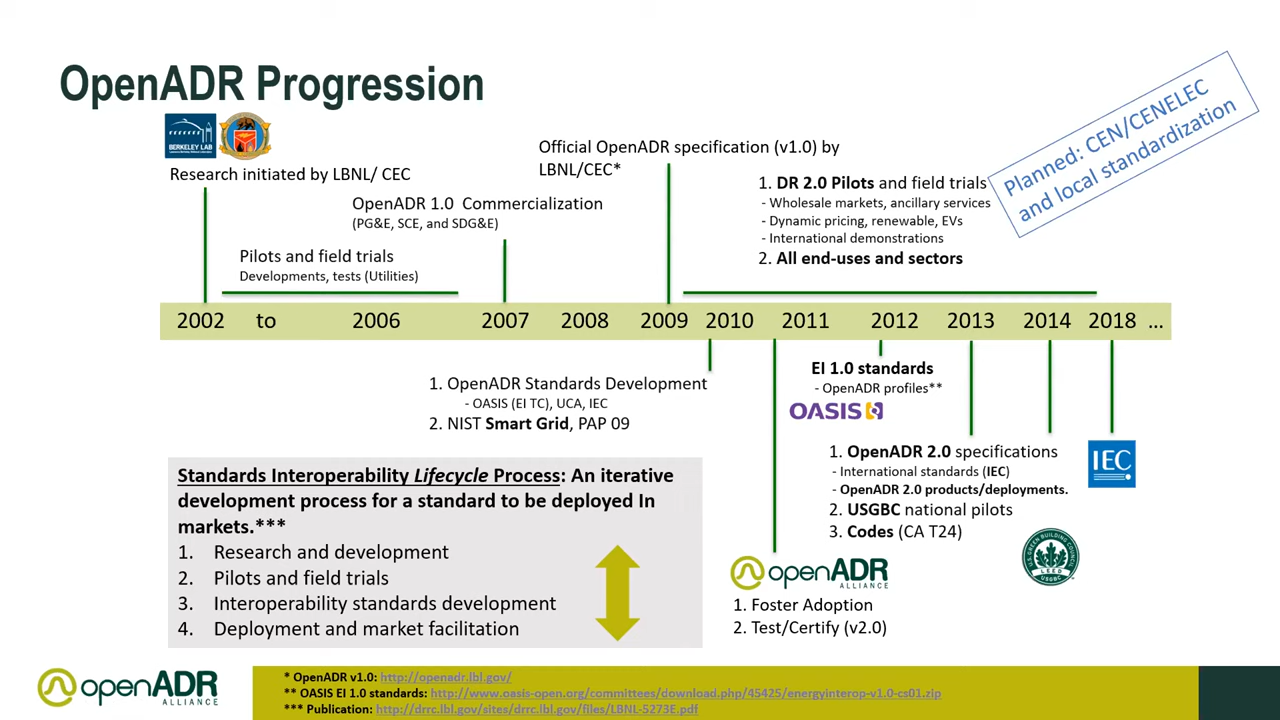 OpenADR Progression
BERKELEY LAB
Research initiated by LBNL/ CEC
Official OpenADR specification (v1.0) by
LBNL/CEC*
OpenADR 1.0 Commercialization
(PG&E, SCE, and SDG&E)
Pilots and field trials
Developments, tests (Utilities)
1. DR 2.0 Pilots and field trials
- Wholesale markets, ancillary services
- Dynamic pricing, renewable, EVs
- International demonstrations
2. All end-uses and sectors
Planned: CEN/CENELEC
and local standardization
2002 to 2006 2007 2008 2009 2010 2011 2012 2013 2014 2018 ...
1. OpenADR Standards Development
- OASIS (EI TC), UCA, IEC
2. NIST Smart Grid, PAP 09
EI 1.0 standards
- OpenADR profiles**
OASIS
1. OpenADR 2.0 specifications
- International standards (IEC)
- OpenADR 2.0 products/deployments.
2. USGBC national pilots
3. Codes (CA T24)
IEC
U.S. GREEN BUILDING COUNCIL
LEED
USGBC
openADR
ALLIANCE
1. Foster Adoption
2. Test/Certify (v2.0)
Standards Interoperability Lifecycle Process: An iterative
development process for a standard to be deployed In
markets.***
1. Research and development
2. Pilots and field trials
3. Interoperability standards development
4. Deployment and market facilitation
openADR
ALLIANCE
* OpenADR v1.0: http://openadr.lbl.gov/
** OASIS EI 1.0 standards: http://www.oasis-open.org/committees/download.php/45425/energyinterop-v1.0-cs01.zip
*** Publication: http://drrc.lbl.gov/sites/drrc.lbl.gov/files/LBNL-5273E.pdf